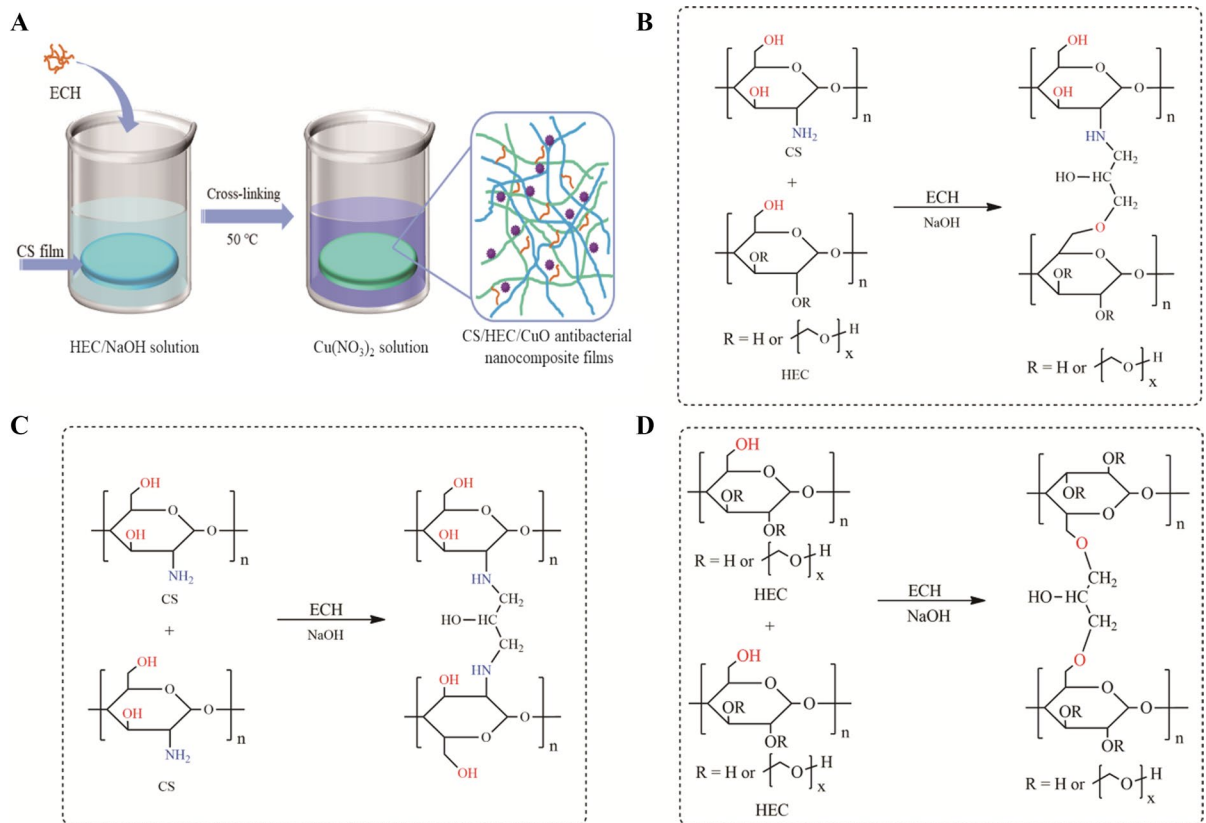 A
ECH
CS film
HEC/NaOH solution
Cross-linking
50 °C
Cu(NO3)2 solution
CS/HEC/CuO antibacterial
nanocomposite films
B
OH
O
OH
O
n
NH2
CS
+
OH
O
OR
O
n
OR
R = H or
O
H
x
HEC
ECH
NaOH
OH
O
OH
O
n
HN
CH2
HO-CH
CH2
O
O
OR
O
n
OR
R = H or
O
H
x
C
OH
O
OH
O
n
NH2
CS
+
OH
O
OH
O
n
NH2
CS
ECH
NaOH
OH
O
OH
O
n
HN
CH2
HO-HC
CH2
HN
OH
O
n
O
OH
D
OH
O
OR
O
n
OR
R = H or
O
H
x
HEC
+
OH
O
OR
O
n
OR
R = H or
O
H
x
HEC
ECH
NaOH
OR
OR
O
n
O
O
CH2
HO-CH
CH2
O
O
OR
O
n
OR
R = H or
O
H
x